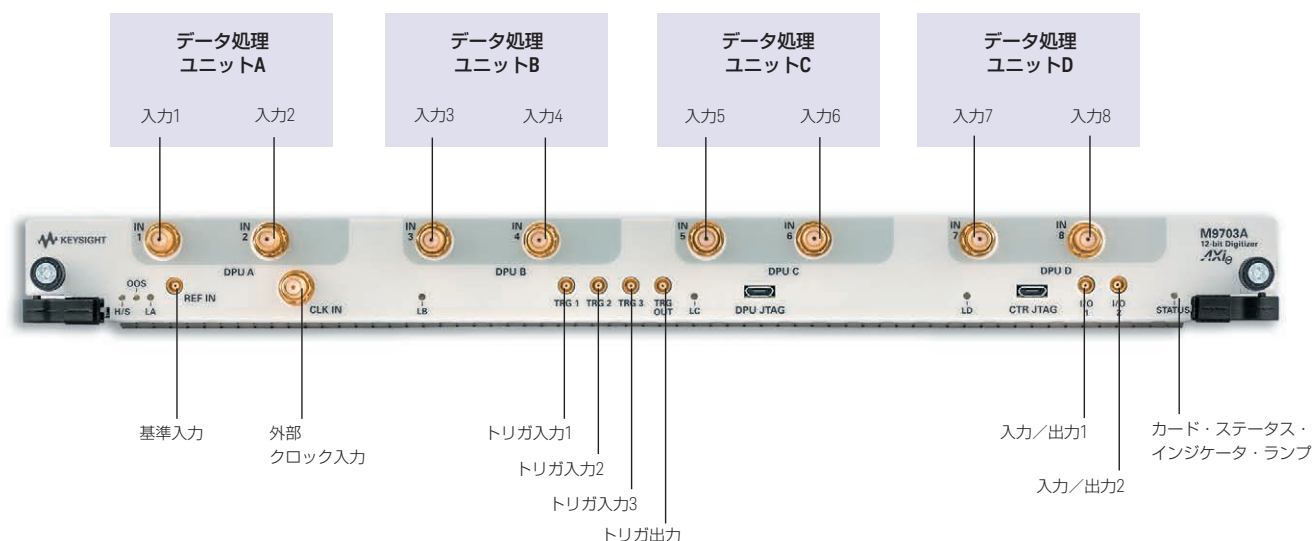 データ処理
ユニットA
データ処理
ユニットB
データ処理
ユニットC
データ処理
ユニットD
入力1
入力2
入力3
入力4
入力5
入力6
入力7
入力8
KEYSIGHT
IN
1
IN
2
IN
3
IN
4
IN
5
IN
6
IN
7
IN
8
M9703A
12-bit Digitizer
AXIe
DPU A
DPU B
DPU C
DPU D
OOS
H/S
LA
REF IN
CLK IN
LB
TRG 1
TRG 2
TRG 3
TRG
OUT
LC
DPU JTAG
LD
CTR JTAG
I/O
1
I/O
2
STATUS
基準入力
外部
クロック入力
トリガ入力1
トリガ入力2
トリガ入力3
トリガ出力
入力／出力1
入力／出力2
カード・ステータス・
インジケータ・ランプ